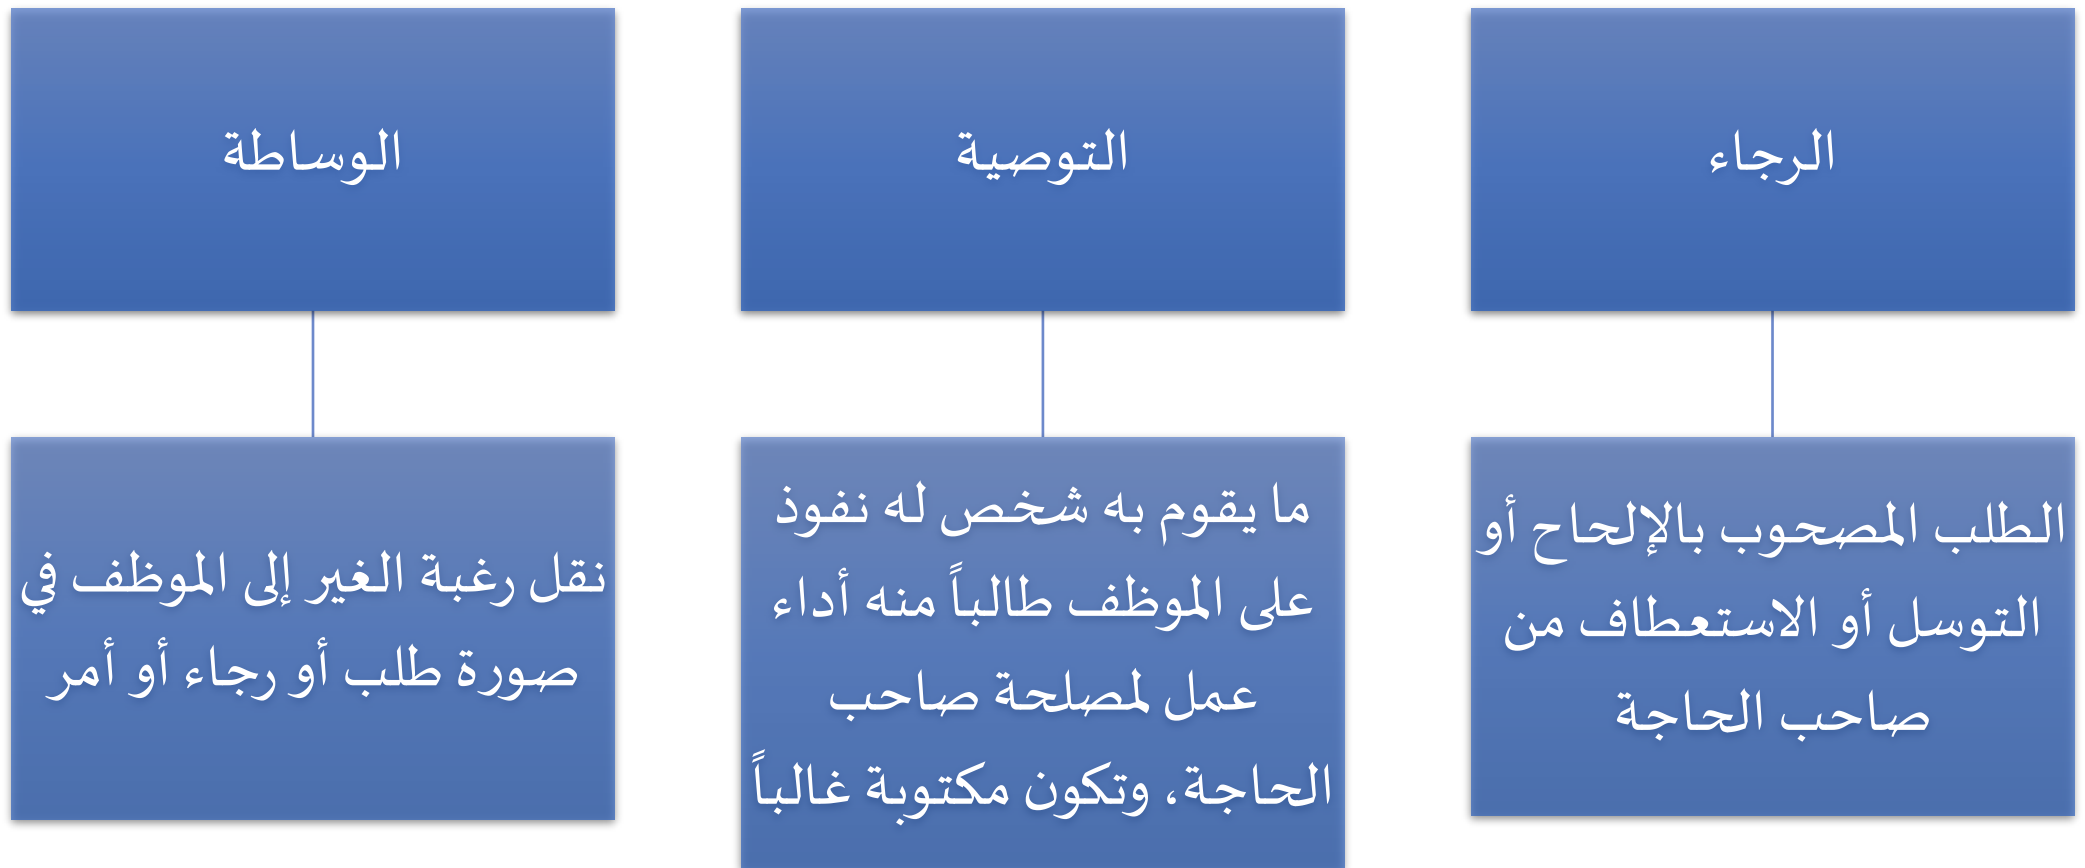 الرجاء
الطلب المصحوب بالإلحاح أو
التوسل أو الاستعطاف من
صاحب الحاجة
التوصية
ما يقوم به شخص له نفوذ
على الموظف طالباً منه أداء
عمل لمصلحة صاحب
الحاجة، وتكون مكتوبة غالباً
الوساطة
نقل رغبة الغير إلى الموظف في
صورة طلب أو رجاء أو أمر